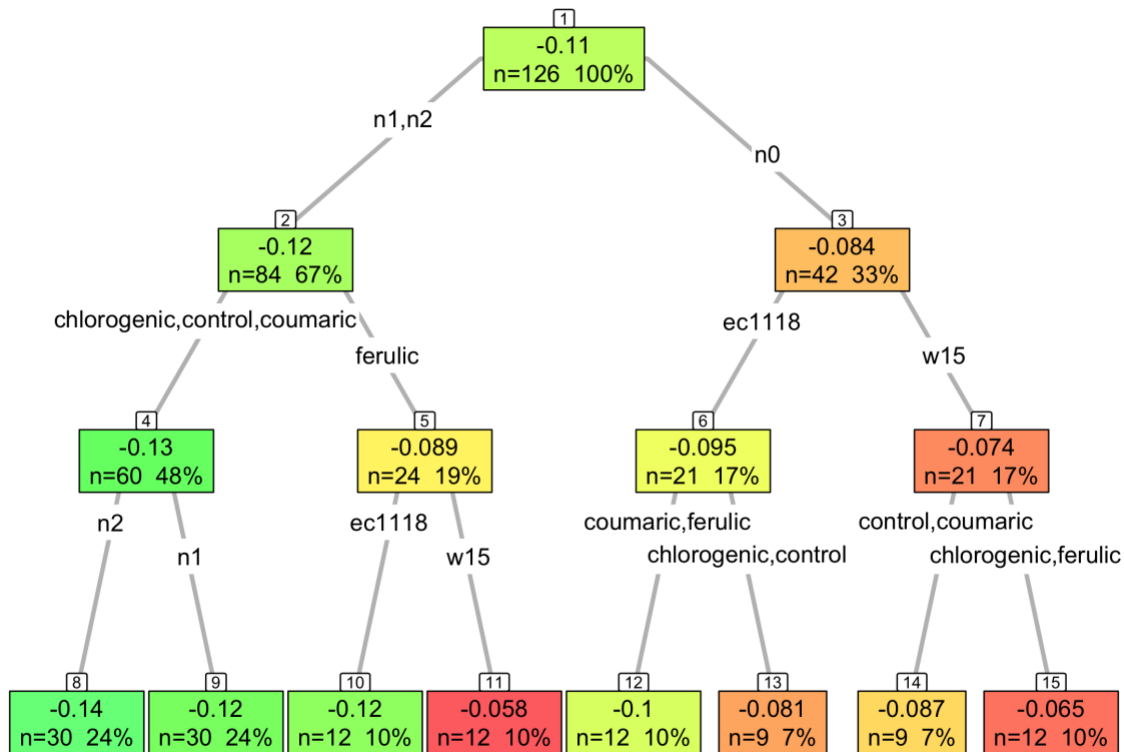 1
-0.11
n=126 100%
n1,n2
n0
2
-0.12
n=84 67%
3
-0.084
n=42 33%
chlorogenic,control,coumaric
ferulic
ec1118
w15
4
-0.13
n=60 48%
5
-0.089
n=24 19%
6
-0.095
n=21 17%
7
-0.074
n=21 17%
n2
n1
ec1118
w15
coumaric,ferulic
chlorogenic,control
control,coumaric
chlorogenic,ferulic
8
-0.14
n=30 24%
9
-0.12
n=30 24%
10
-0.12
n=12 10%
11
-0.058
n=12 10%
12
-0.1
n=12 10%
13
-0.081
n=9 7%
14
-0.087
n=9 7%
15
-0.065
n=12 10%